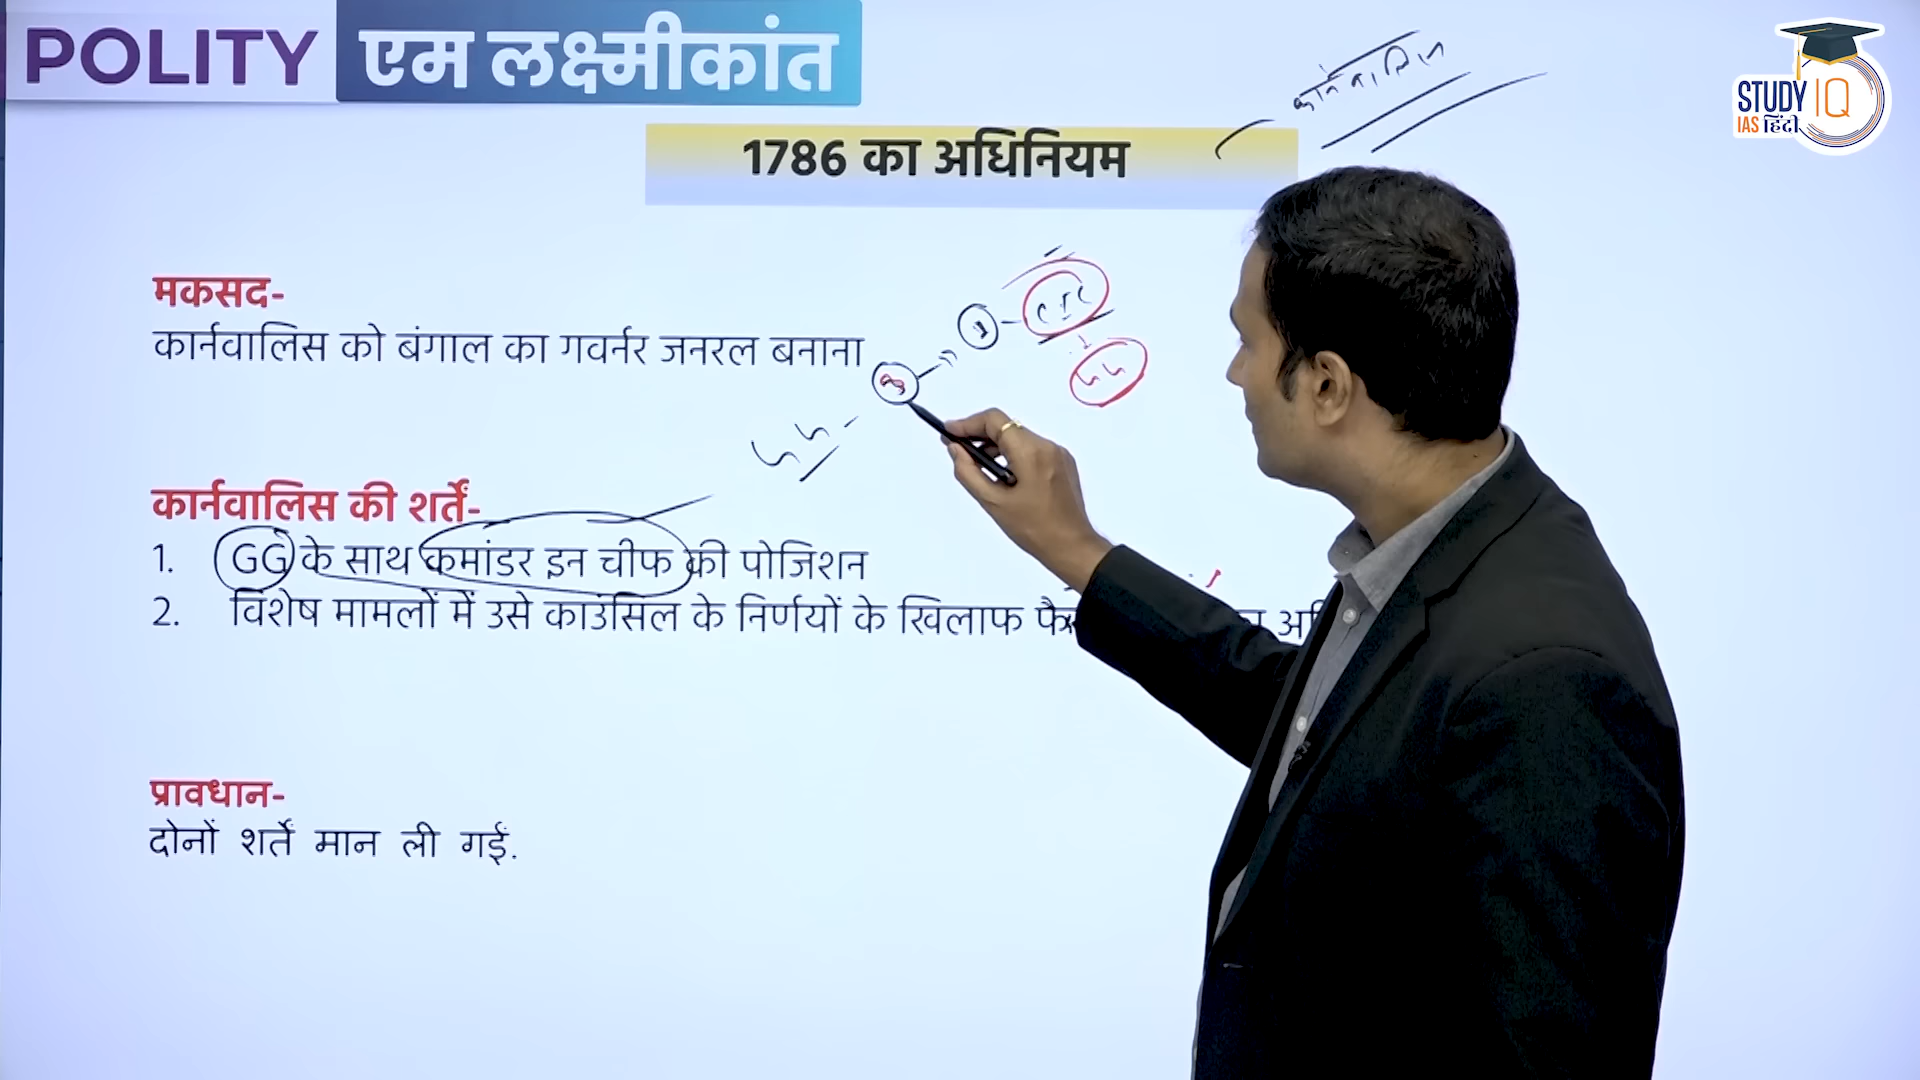 POLITY एम लक्ष्मीकांत
STUDY IQ
IAS हिंदी
कार्नवालिस
1786 का अधिनियम
मकसद-
कार्नवालिस को बंगाल का गवर्नर जनरल बनाना
कार्नवालिस की शर्तें-
1. GG के साथ कमांडर इन चीफ की पोजिशन
2. विशेष मामलों में उसे काउंसिल के निर्णयों के खिलाफ
प्रावधान-
दोनों शर्तें मान ली गईं.